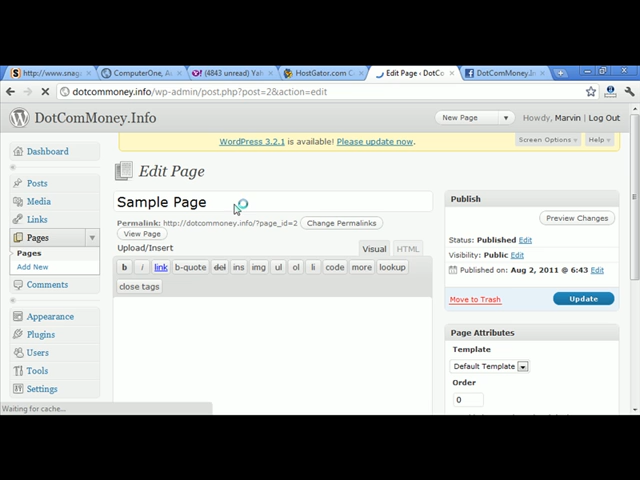 http://www.snag
ComputerOne, Au
(4843 unread) Yah
HostGator.com C
Edit Page ‹ DotCo
DotComMoney.In
dotcommoney.info/wp-admin/post.php?post=2&action=edit
DotComMoney.Info
New Page
Howdy, Marvin | Log Out
WordPress 3.2.1 is available! Please update now.
Screen Options
Help
Dashboard
Posts
Media
Links
Pages
Pages
Add New
Comments
Appearance
Plugins
Users
Tools
Settings
Edit Page
Sample Page
Permalink: http://dotcommoney.info/?page_id=2 Change Permalinks
View Page
Upload/Insert
Visual HTML
b i link b-quote del ins img ul ol li code more lookup
close tags
Publish
Preview Changes
Status: Published Edit
Visibility: Public Edit
Published on: Aug 2, 2011 @ 6:43 Edit
Move to Trash
Update
Page Attributes
Template
Default Template
Order
0
Waiting for cache...